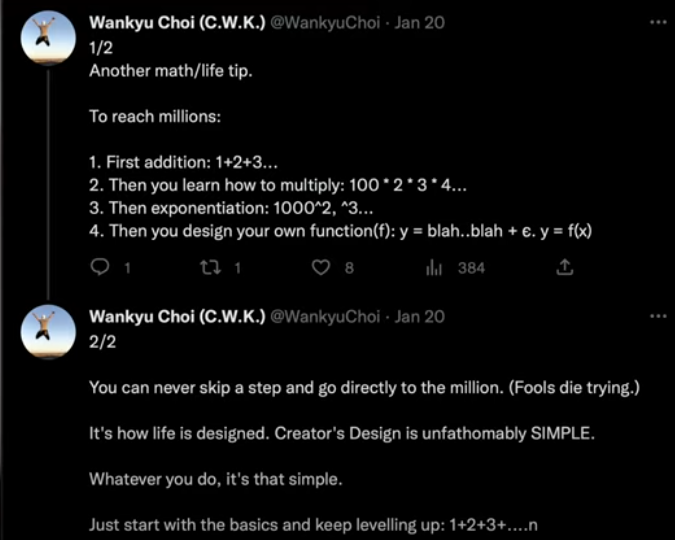 Wankyu Choi (C.W.K.) @WankyuChoi · Jan 20
1/2
Another math/life tip.
To reach millions:
1. First addition: 1+2+3...
2. Then you learn how to multiply: 100 * 2 * 3 * 4...
3. Then exponentiation: 1000^2, ^3...
4. Then you design your own function(f): y = blah..blah + ε. y = f(x)
1 1 8 384
Wankyu Choi (C.W.K.) @WankyuChoi · Jan 20
2/2
You can never skip a step and go directly to the million. (Fools die trying.)
It's how life is designed. Creator's Design is unfathomably SIMPLE.
Whatever you do, it's that simple.
Just start with the basics and keep levelling up: 1+2+3+....n